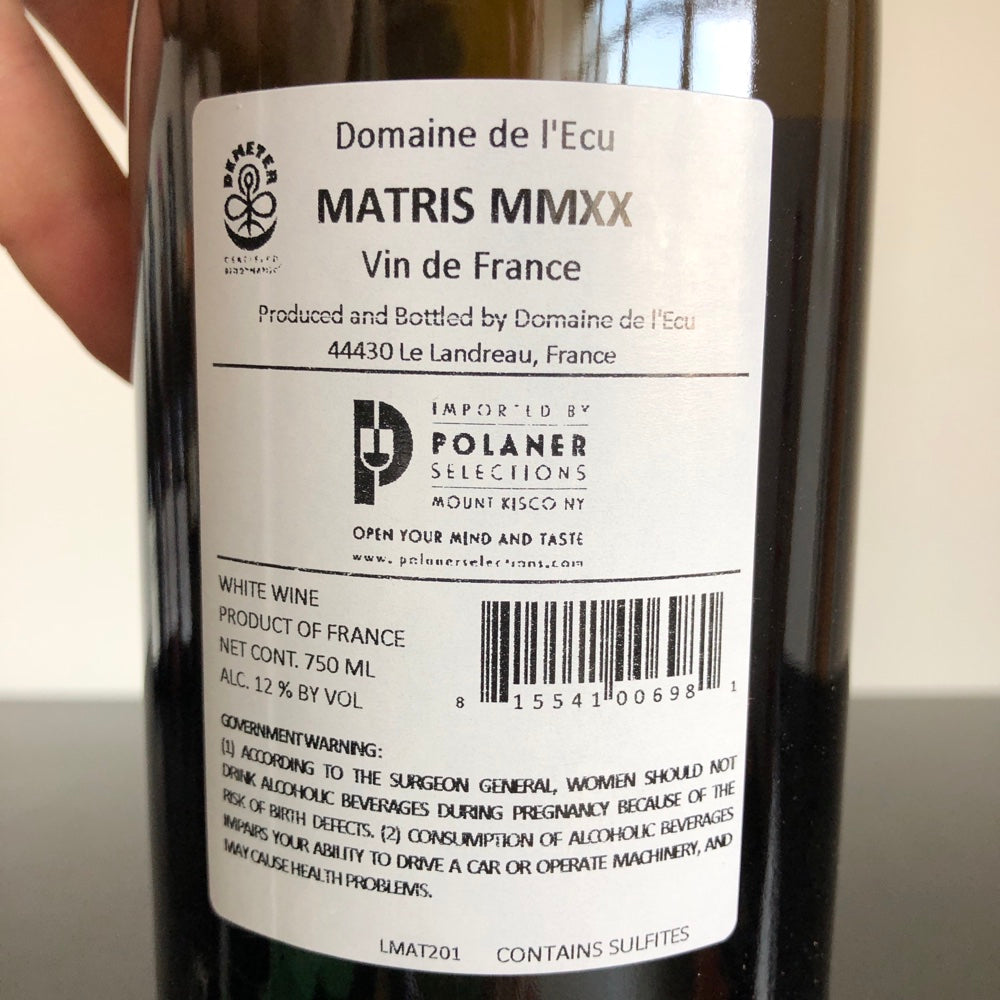 Domaine de l'Ecu
DEMETER
MATRIS MMXX
CERTIFIED
BIODYNAMIC
Vin de France
Produced and Bottled by Domaine de l'Ecu
44430 Le Landreau, France
IMPORTED BY
POLANER
SELECTIONS
MOUNT KISCO NY
OPEN YOUR MIND AND TASTE
www.polanerselections.com
WHITE WINE
PRODUCT OF FRANCE
NET CONT. 750 ML
ALC. 12 % BY VOL
8 15541 00698 1
GOVERNMENT WARNING:
(1) ACCORDING TO THE SURGEON GENERAL, WOMEN SHOULD NOT
DRINK ALCOHOLIC BEVERAGES DURING PREGNANCY BECAUSE OF THE
RISK OF BIRTH DEFECTS. (2) CONSUMPTION OF ALCOHOLIC BEVERAGES
IMPAIRS YOUR ABILITY TO DRIVE A CAR OR OPERATE MACHINERY, AND
MAY CAUSE HEALTH PROBLEMS.
LMAT201 CONTAINS SULFITES